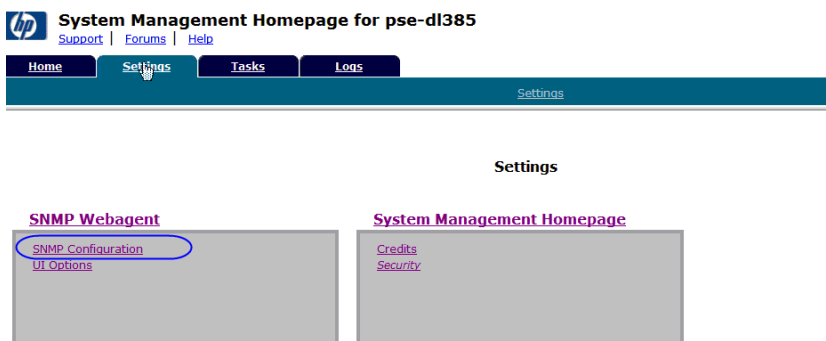 hp
System Management Homepage for pse-dl385
Support | Forums | Help
Home Settings Tasks Logs
Settings
Settings
SNMP Webagent System Management Homepage
SNMP Configuration Credits
UI Options Security